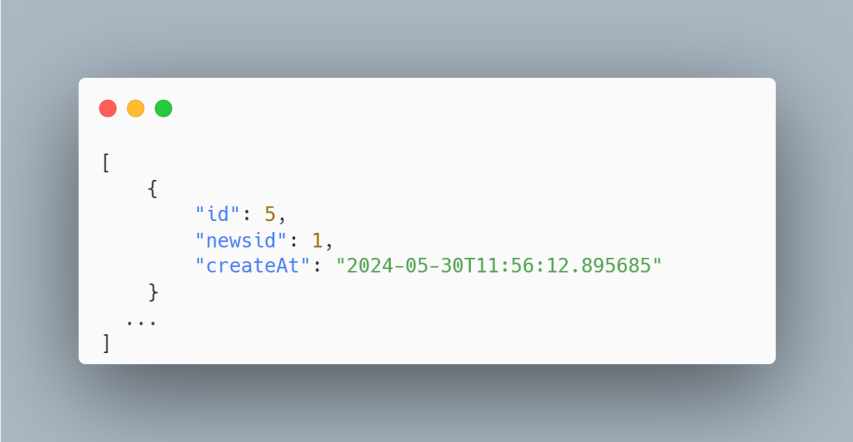 [
    {
        "id": 5,
        "newsid": 1,
        "createAt": "2024-05-30T11:56:12.895685"
    }
  ...
]